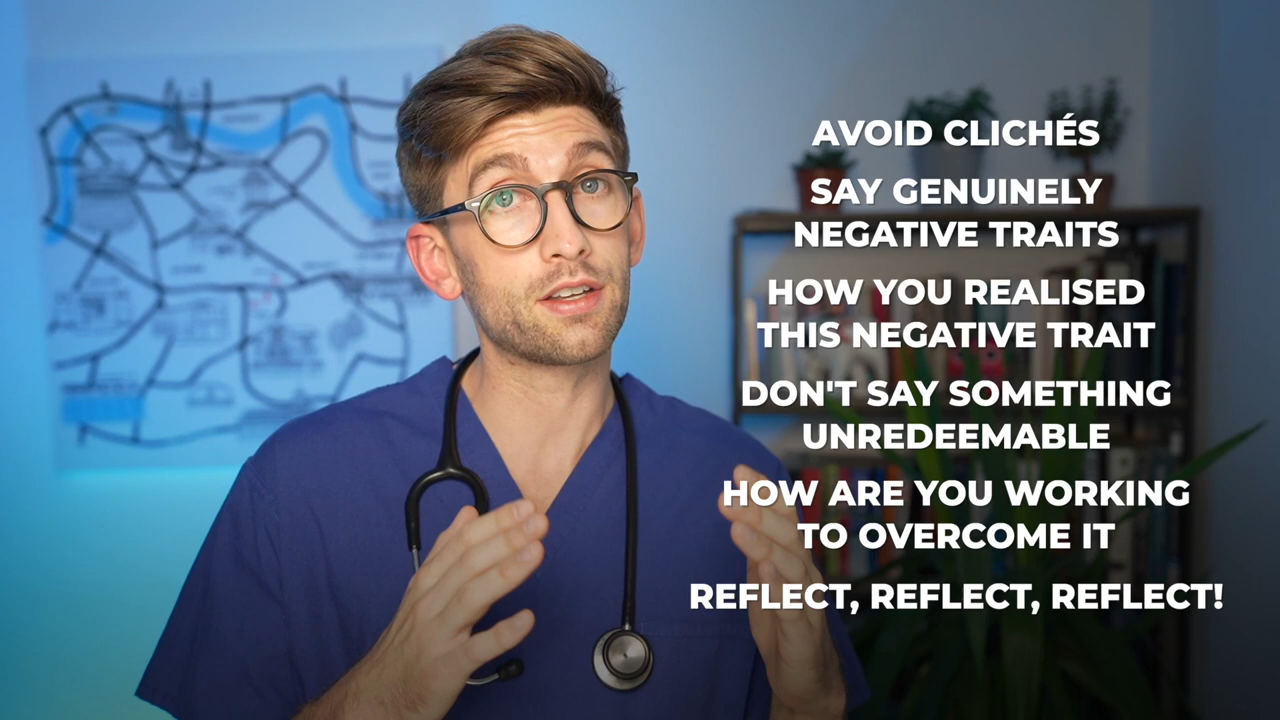 AVOID CLICHÉS
SAY GENUINELY
NEGATIVE TRAITS
HOW YOU REALISED
THIS NEGATIVE TRAIT
DON'T SAY SOMETHING
UNREDEEMABLE
HOW ARE YOU WORKING
TO OVERCOME IT
REFLECT, REFLECT, REFLECT!